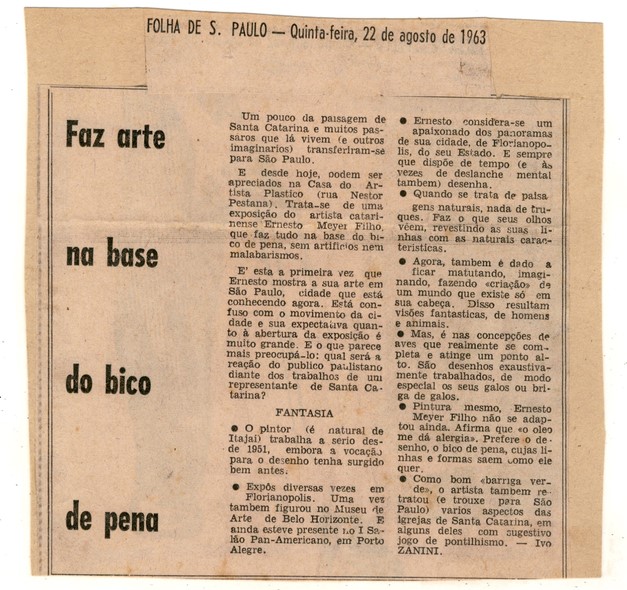 FOLHA DE S. PAULO — Quinta-feira, 22 de agosto de 1963
Faz arte
na base
do bico
de pena
Um pouco da paisagem de
Santa Catarina e muitos pas-
saros que lá vivem (e outros
imaginarios) transferiram-se
para São Paulo.
E desde hoje, podem ser
apreciados na Casa do Ar-
tista Plastico (rua Nestor
Pestana). Trata-se de uma
exposição do artista catari-
nense Ernesto Meyer Filho,
que faz tudo na base do bi-
co de pena, sem artificios nem
malabarismos.
E' esta a primeira vez que
Ernesto mostra a sua arte em
São Paulo, cidade que está
conhecendo agora. Está con-
fuso com o movimento da ci-
dade e sua expectativa quan-
to à abertura da exposição é
muito grande. E o que parece
mais preocupá-lo: qual será a
reação do publico paulistano
diante dos trabalhos de um
representante de Santa Ca-
tarina?
FANTASIA
● O pintor (é natural de
Itajaí) trabalha a serio des-
de 1951, embora a vocação
para o desenho tenha surgido
bem antes.
● Expôs diversas vezes em
Florianopolis. Uma vez
tambem figurou no Museu de
Arte de Belo Horizonte. E
ainda esteve presente no I Sa-
lão Pan-Americano, em Porto
Alegre.
● Ernesto considera-se um
apaixonado dos panoramas
de sua cidade, de Florianopo-
lis, do seu Estado. E sempre
que dispõe de tempo (e às
vezes de deslanche mental
tambem) desenha.
● Quando se trata de paisa
gens naturais, nada de tru-
ques. Faz o que seus olhos
vêem, revestindo as suas li-
nhas com as naturais carac-
teristicas.
● Agora, tambem é dado a
ficar matutando, imagi-
nando, fazendo «criação» de
um mundo que existe só em
sua cabeça. Disso resultam
visões fantasticas, de homens
e animais.
● Mas, é nas concepções de
aves que realmente se com-
pleta e atinge um ponto al-
to. São desenhos exaustiva-
mente trabalhados, de modo
especial os seus galos ou bri-
ga de galos.
● Pintura mesmo, Ernesto
Meyer Filho não se adap-
tou ainda. Afirma que «o oleo
me dá alergia». Prefere o de-
senho, o bico de pena, cujas li-
nhas e formas saem como ele
quer.
● Como bom «barriga ver-
de», o artista tambem re-
tratou (e trouxe para São
Paulo) varios aspectos das
igrejas de Santa Catarina, em
alguns deles com sugestivo
jogo de pontilhismo. — Ivo
ZANINI.